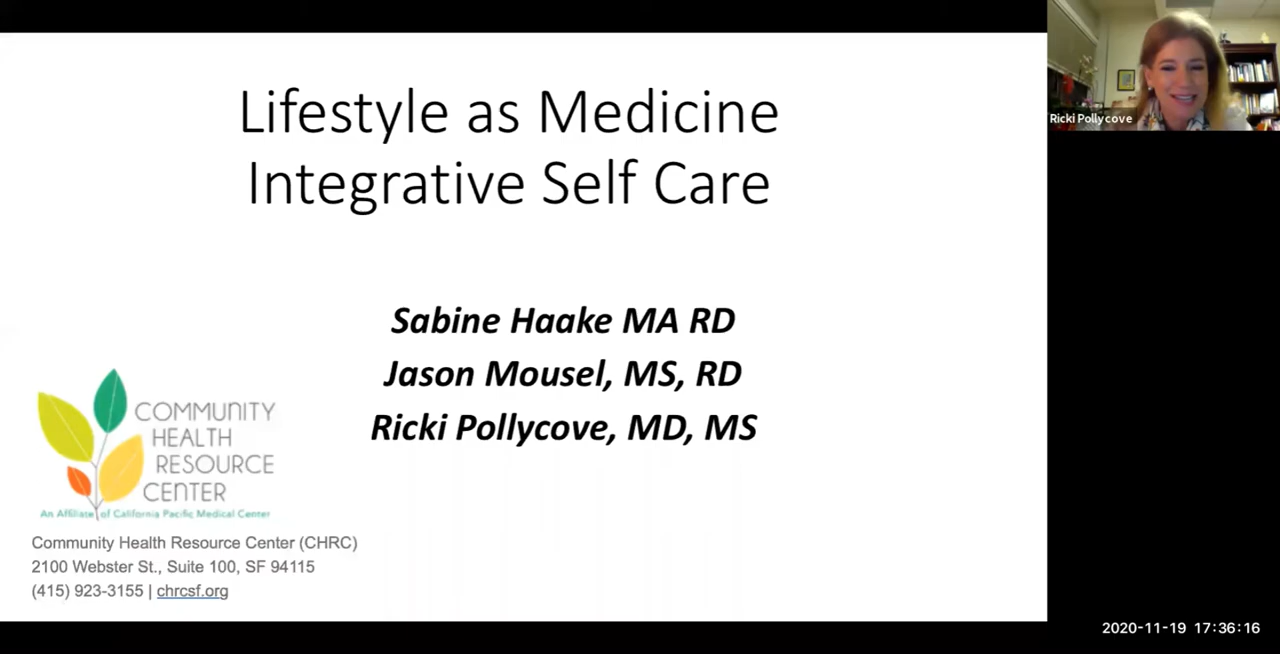 Lifestyle as Medicine
Integrative Self Care
Sabine Haake MA RD
Jason Mousel, MS, RD
Ricki Pollycove, MD, MS
COMMUNITY
HEALTH
RESOURCE
CENTER
An Affiliate of California Pacific Medical Center
Community Health Resource Center (CHRC)
2100 Webster St., Suite 100, SF 94115
(415) 923-3155 | chrcsf.org
Ricki Pollycove
2020-11-19 17:36:16